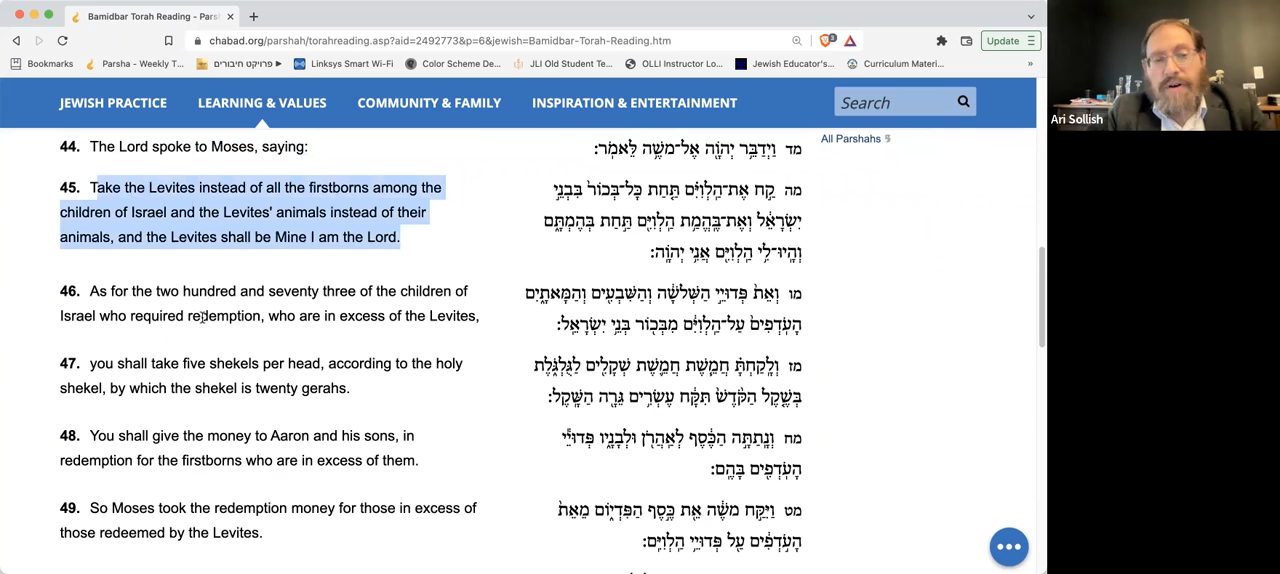 Bamidbar Torah Reading - Pars
chabad.org/parshah/torahreading.asp?aid=2492773&p=6&jewish=Bamidbar-Torah-Reading.htm
Update
Bookmarks Parsha - Weekly T... פרוייקט חיבורים Linksys Smart Wi-Fi Color Scheme De... JLI Old Student Te... OLLI Instructor Lo... Jewish Educator's... Curriculum Materi...
JEWISH PRACTICE LEARNING & VALUES COMMUNITY & FAMILY INSPIRATION & ENTERTAINMENT Search
Ari Sollish
All Parshahs
44. The Lord spoke to Moses, saying:
מד וַיְדַבֵּ֥ר יְהֹוָ֖ה אֶל־משֶׁ֥ה לֵּאמֹֽר:
45. Take the Levites instead of all the firstborns among the
children of Israel and the Levites' animals instead of their
animals, and the Levites shall be Mine I am the Lord.
מה קַ֣ח אֶת־הַֽלְוִיִּ֗ם תַּ֤חַת כָּל־בְּכוֹר֙ בִּבְנֵ֣י
יִשְׂרָאֵ֔ל וְאֶת־בֶּֽהֱמַ֥ת הַֽלְוִיִּ֖ם תַּ֣חַת בְּהֶמְתָּ֑ם
וְהָֽיוּ־לִ֥י הַֽלְוִיִּ֖ם אֲנִ֥י יְהֹוָֽה:
46. As for the two hundred and seventy three of the children of
Israel who required redemption, who are in excess of the Levites,
מו וְאֵת֙ פְּדוּיֵ֣י הַשְּׁלשָׁ֔ה וְהַשִּׁבְעִ֖ים וְהַמָּאתָ֑יִם
הָעֹֽדְפִים֙ עַל־הַֽלְוִיִּ֔ם מִבְּכ֖וֹר בְּנֵ֥י יִשְׂרָאֵֽל:
47. you shall take five shekels per head, according to the holy
shekel, by which the shekel is twenty gerahs.
מז וְלָֽקַחְתָּ֗ חֲמֵ֧שֶׁת חֲמֵ֛שֶׁת שְׁקָלִ֖ים לַגֻּלְגֹּ֑לֶת
בְּשֶׁ֤קֶל הַקֹּ֨דֶשׁ֙ תִּקָּ֔ח עֶשְׂרִ֥ים גֵּרָ֖ה הַשָּֽׁקֶל:
48. You shall give the money to Aaron and his sons, in
redemption for the firstborns who are in excess of them.
מח וְנָֽתַתָּ֣ה הַכֶּ֔סֶף לְאַֽהֲרֹ֖ן וּלְבָנָ֑יו פְּדוּיֵ֕י
הָעֹֽדְפִ֖ים בָּהֶֽם:
49. So Moses took the redemption money for those in excess of
those redeemed by the Levites.
מט וַיִּקַּ֣ח משֶׁ֔ה אֵ֖ת כֶּ֣סֶף הַפִּדְי֑וֹם מֵאֵת֙
הָעֹ֣דְפִ֔ים עַ֖ל פְּדוּיֵ֥י הַֽלְוִיִּֽם: